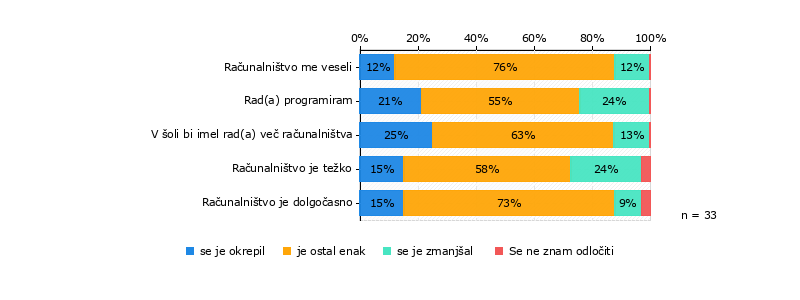 0% 20% 40% 60% 80% 100%
Računalništvo me veseli 12% 76% 12%
Rad(a) programiram 21% 55% 24%
V šoli bi imel rad(a) več računalništva 25% 63% 13%
Računalništvo je težko 15% 58% 24%
Računalništvo je dolgočasno 15% 73% 9%
n = 33
se je okrepil je ostal enak se je zmanjšal Se ne znam odločiti